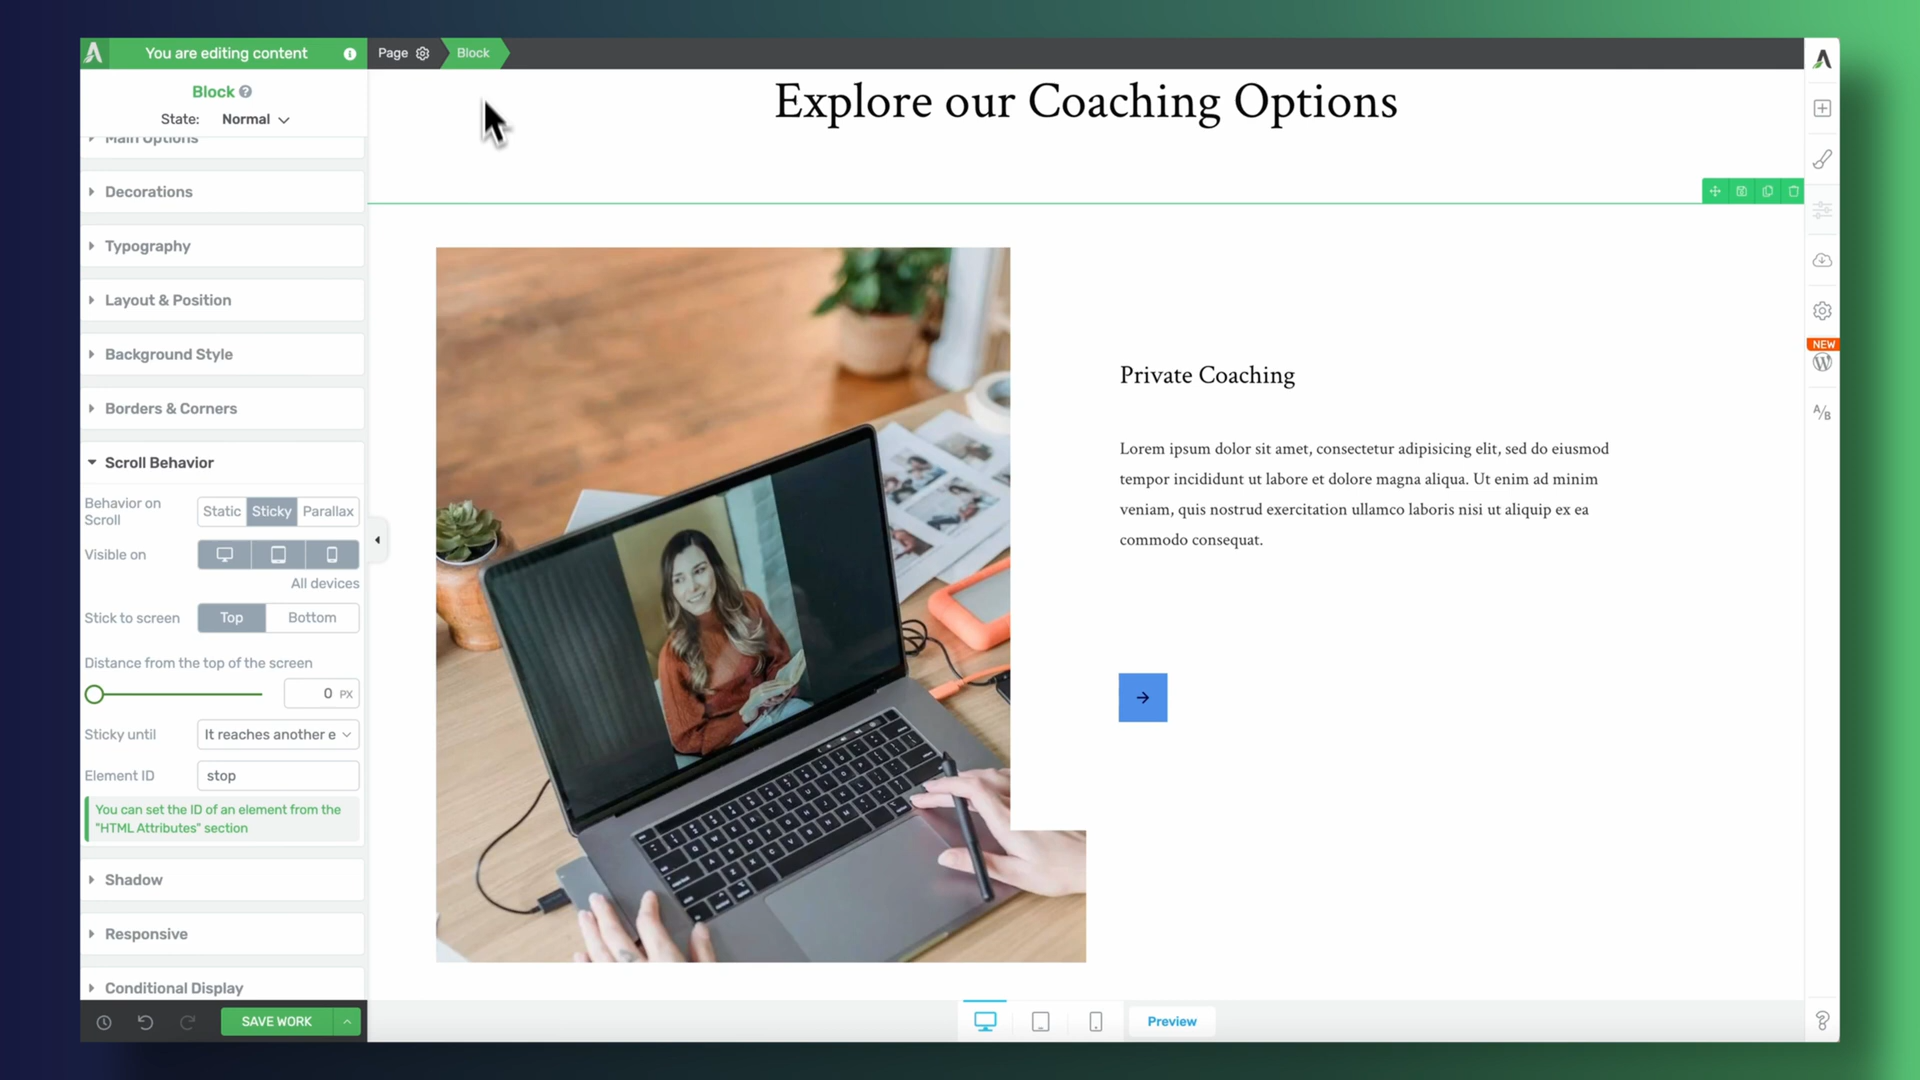 You are editing content
Page
Block
Block
State: Normal
Main Options
Decorations
Typography
Layout & Position
Background Style
Borders & Corners
Scroll Behavior
Behavior on
Scroll
Static
Sticky
Parallax
Visible on
All devices
Stick to screen
Top
Bottom
Distance from the top of the screen
0 PX
Sticky until
It reaches another e
Element ID
stop
You can set the ID of an element from the
"HTML Attributes" section
Shadow
Responsive
Conditional Display
SAVE WORK
Explore our Coaching Options
Private Coaching
Lorem ipsum dolor sit amet, consectetur adipisicing elit, sed do eiusmod
tempor incididunt ut labore et dolore magna aliqua. Ut enim ad minim
veniam, quis nostrud exercitation ullamco laboris nisi ut aliquip ex ea
commodo consequat.
Preview
NEW
A/B